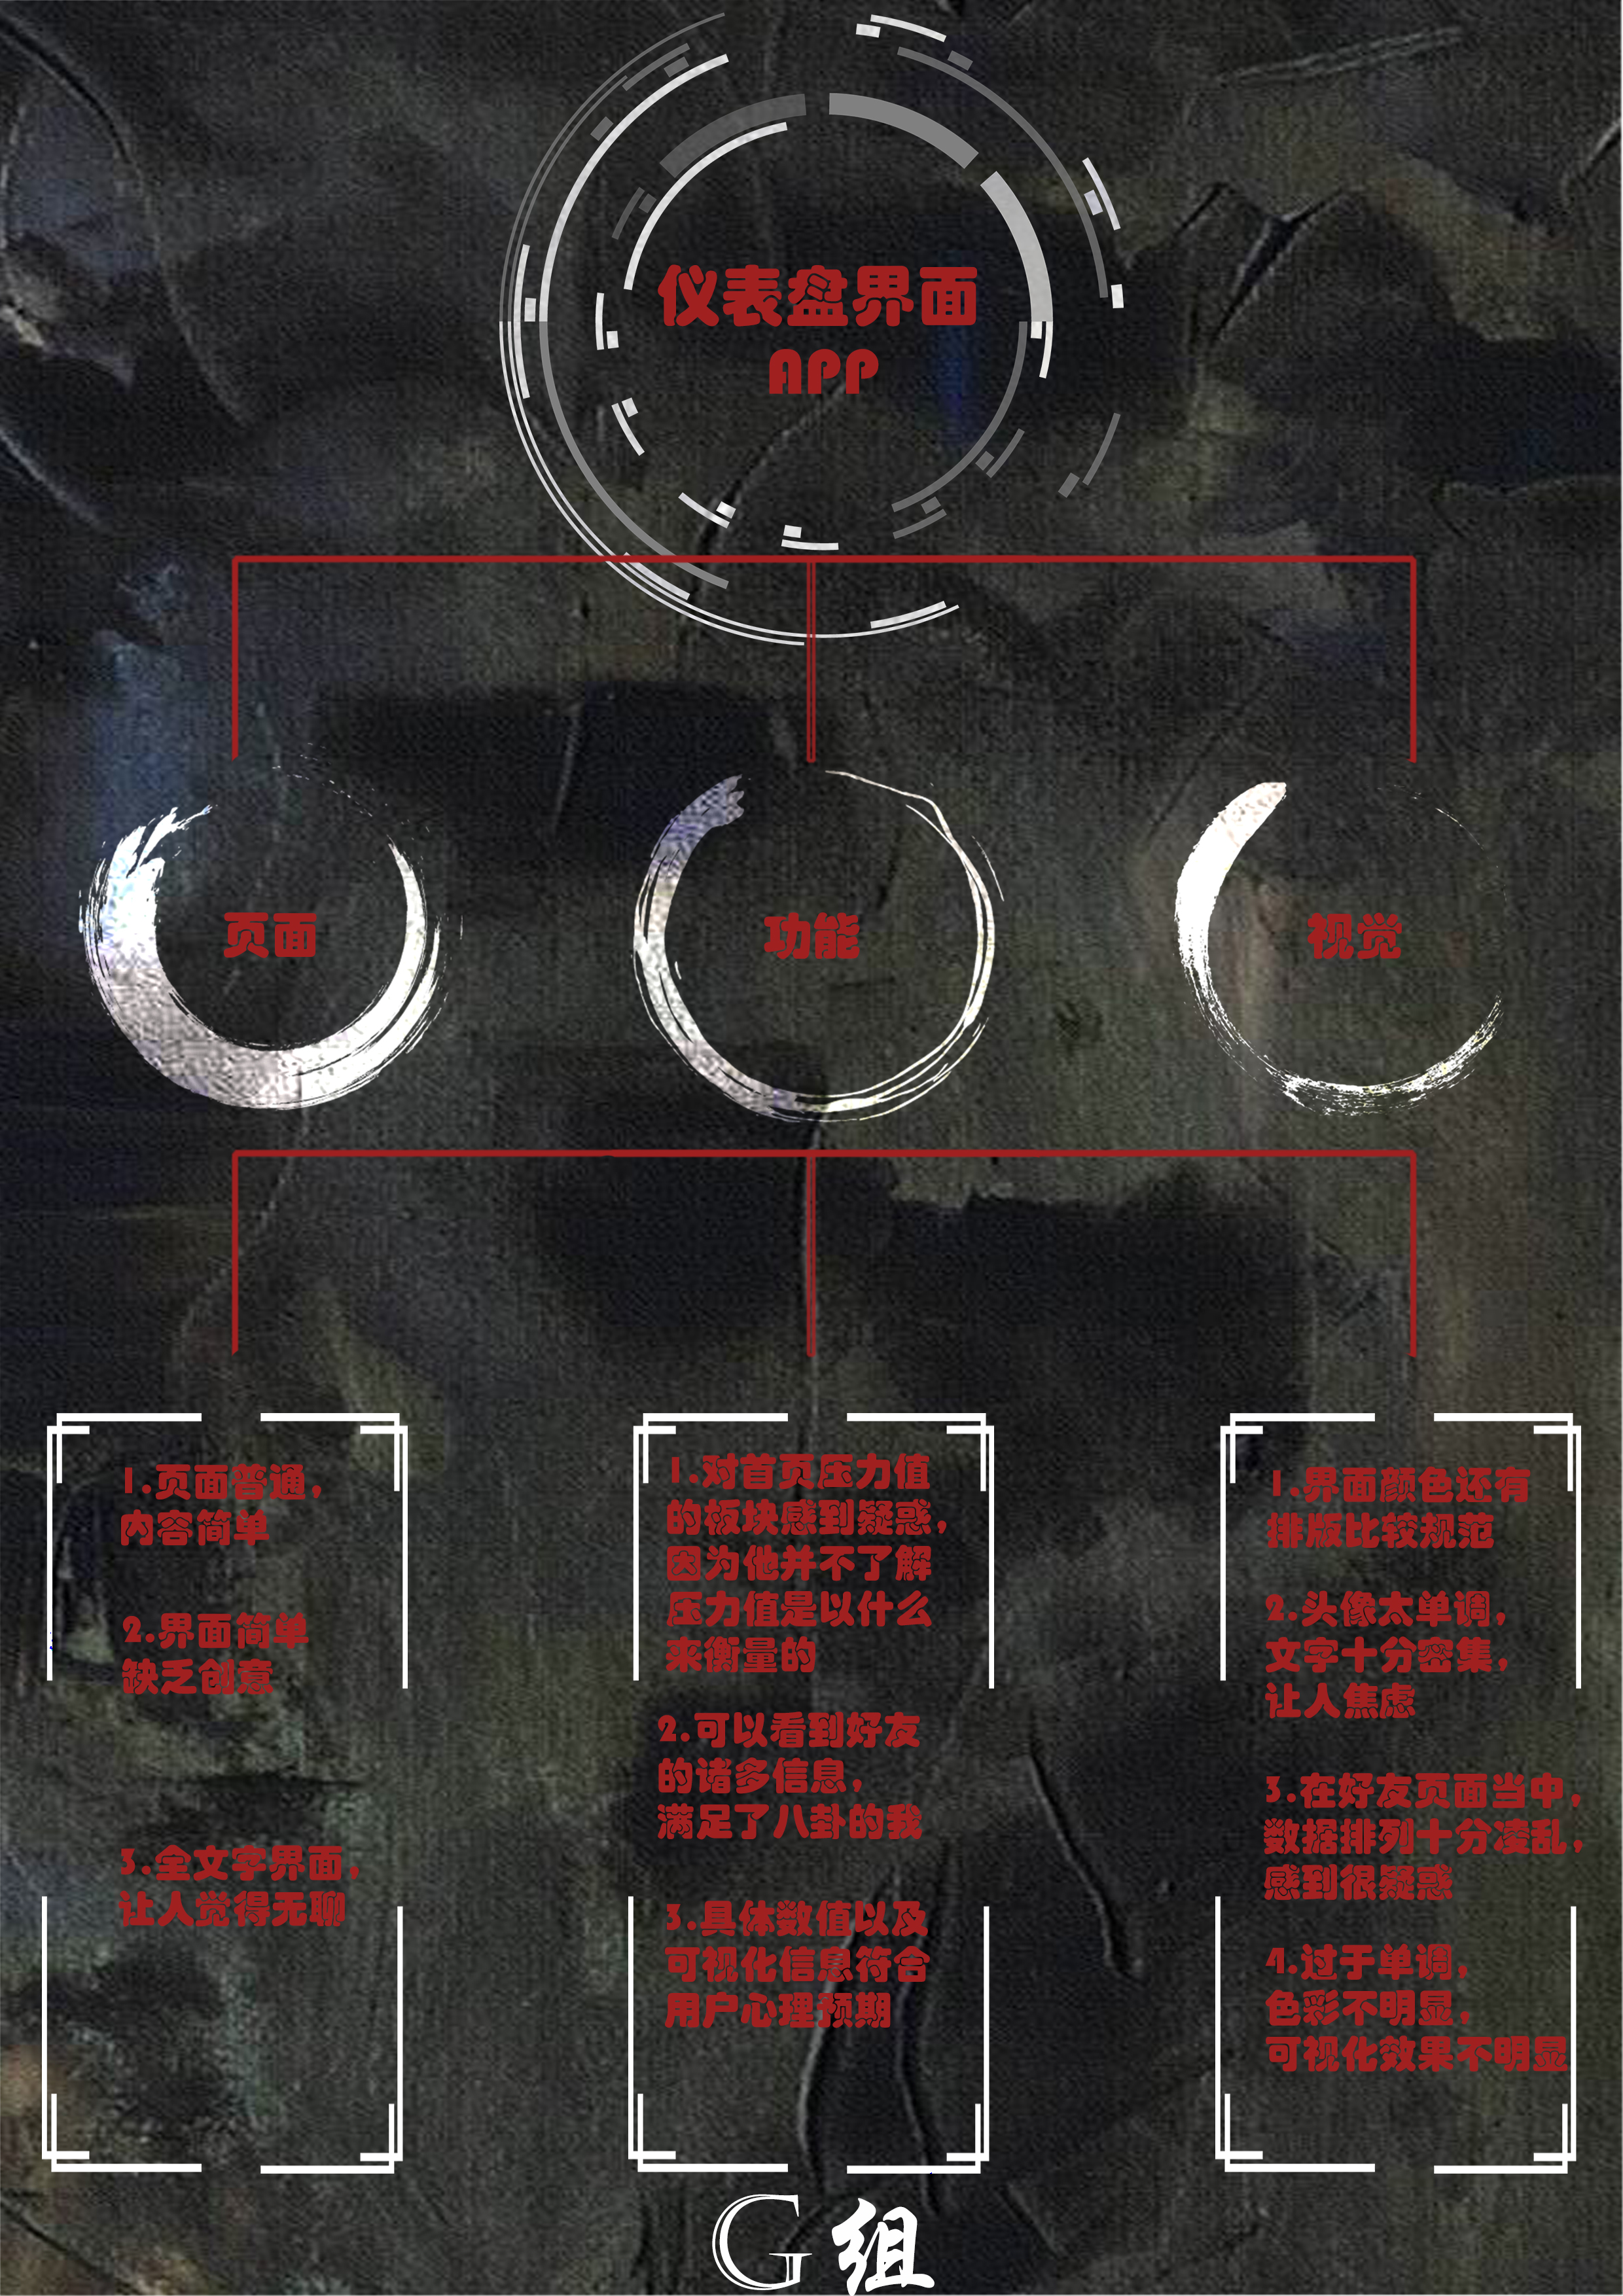 仪表盘界面
APP
页面
功能
视觉
1.页面普通,
内容简单
2.界面简单
缺乏创意
3.全文字界面,
让人觉得无聊
1.对首页压力值
的板块感到疑惑,
因为他并不了解
压力值是以什么
来衡量的
2.可以看到好友
的诸多信息,
满足了八卦的我
3.具体数值以及
可视化信息符合
用户心理预期
1.界面颜色还有
排版比较规范
2.头像太单调,
文字十分密集,
让人焦虑
3.在好友页面当中,
数据排列十分凌乱,
感到很疑惑
4.过于单调,
色彩不明显,
可视化效果不明显
G组